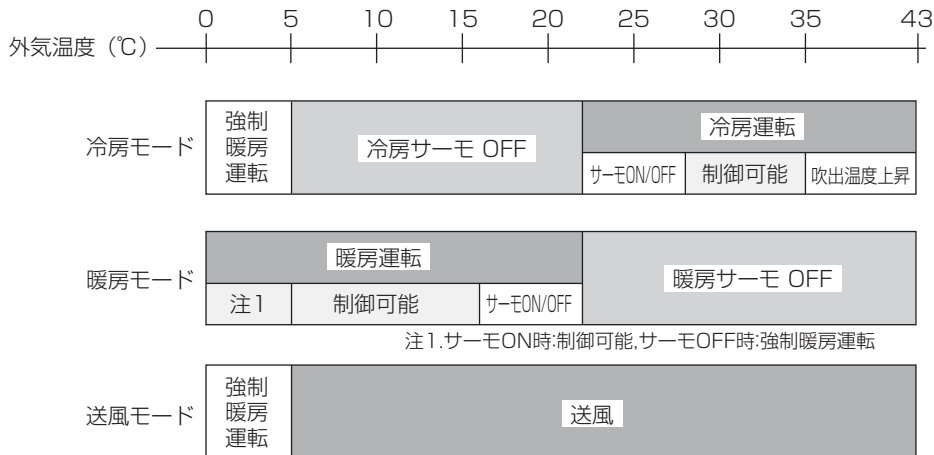 0 5 10 15 20 25 30 35 43
外気温度（℃）
冷房モード
強制
暖房
運転
冷房サーモ OFF
冷房運転
サーモON/OFF 制御可能 吹出温度上昇
暖房モード
暖房運転
暖房サーモ OFF
注1 制御可能 サーモON/OFF
注1.サーモON時:制御可能,サーモOFF時:強制暖房運転
送風モード
強制
暖房
運転
送風